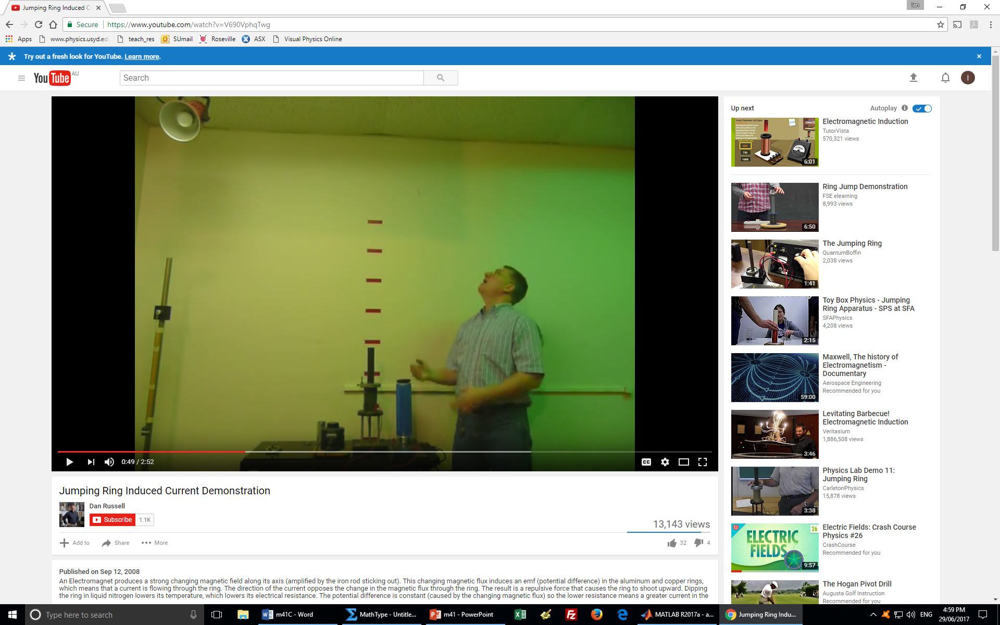 Jumping Ring Induced C
Ian
Secure
https://www.youtube.com/watch?v=V690VphqTwg
Apps
www.physics.usyd.ed
teach_res
SUmail
Roseville
ASX
Visual Physics Online
Try out a fresh look for YouTube. Learn more.
YouTube AU
Search
I
Up next
Autoplay
Electromagnetic Induction
TutorVista
570,321 views
500
750
1000
6:01
Ring Jump Demonstration
FSE elearning
8,993 views
6:50
The Jumping Ring
QuantumBoffin
2,038 views
1:41
Toy Box Physics - Jumping
Ring Apparatus - SPS at SFA
SFAPhysics
4,208 views
2:15
Maxwell, The history of
Electromagnetism -
Documentary
Aerospace Engineering
Recommended for you
59:00
Levitating Barbecue!
Electromagnetic Induction
Veritasium
1,886,508 views
3:46
Physics Lab Demo 11:
Jumping Ring
CarletonPhysics
15,878 views
3:38
Electric Fields: Crash Course
Physics #26
CrashCourse
Recommended for you
CC
26
ELECTRIC
FIELDS
9:57
The Hogan Pivot Drill
Augusta Golf Instruction
Recommended for you
0:49 / 2:52
CC
Jumping Ring Induced Current Demonstration
Dan Russell
Subscribe 1.1K
13,143 views
Add to
Share
More
32
4
Published on Sep 12, 2008
An Electromagnet produces a strong changing magnetic field along its axis (amplified by the iron rod sticking out). This changing magnetic flux induces an emf (potential difference) in the aluminum and copper rings,
which means that a current is flowing through the ring. The direction of the current opposes the change in the magnetic flux through the ring. The result is a repulsive force that causes the ring to shoot upward. Dipping
the ring in liquid nitrogen lowers its temperature, which lowers its electrical resistance. The potential difference is constant (caused by the changing magnetic flux) so the lower resistance means a greater current in the
Type here to search
m41C - Word
MathType - Untitle...
m41 - PowerPoint
MATLAB R2017a - a...
Jumping Ring Indu...
ENG
4:59 PM
29/06/2017